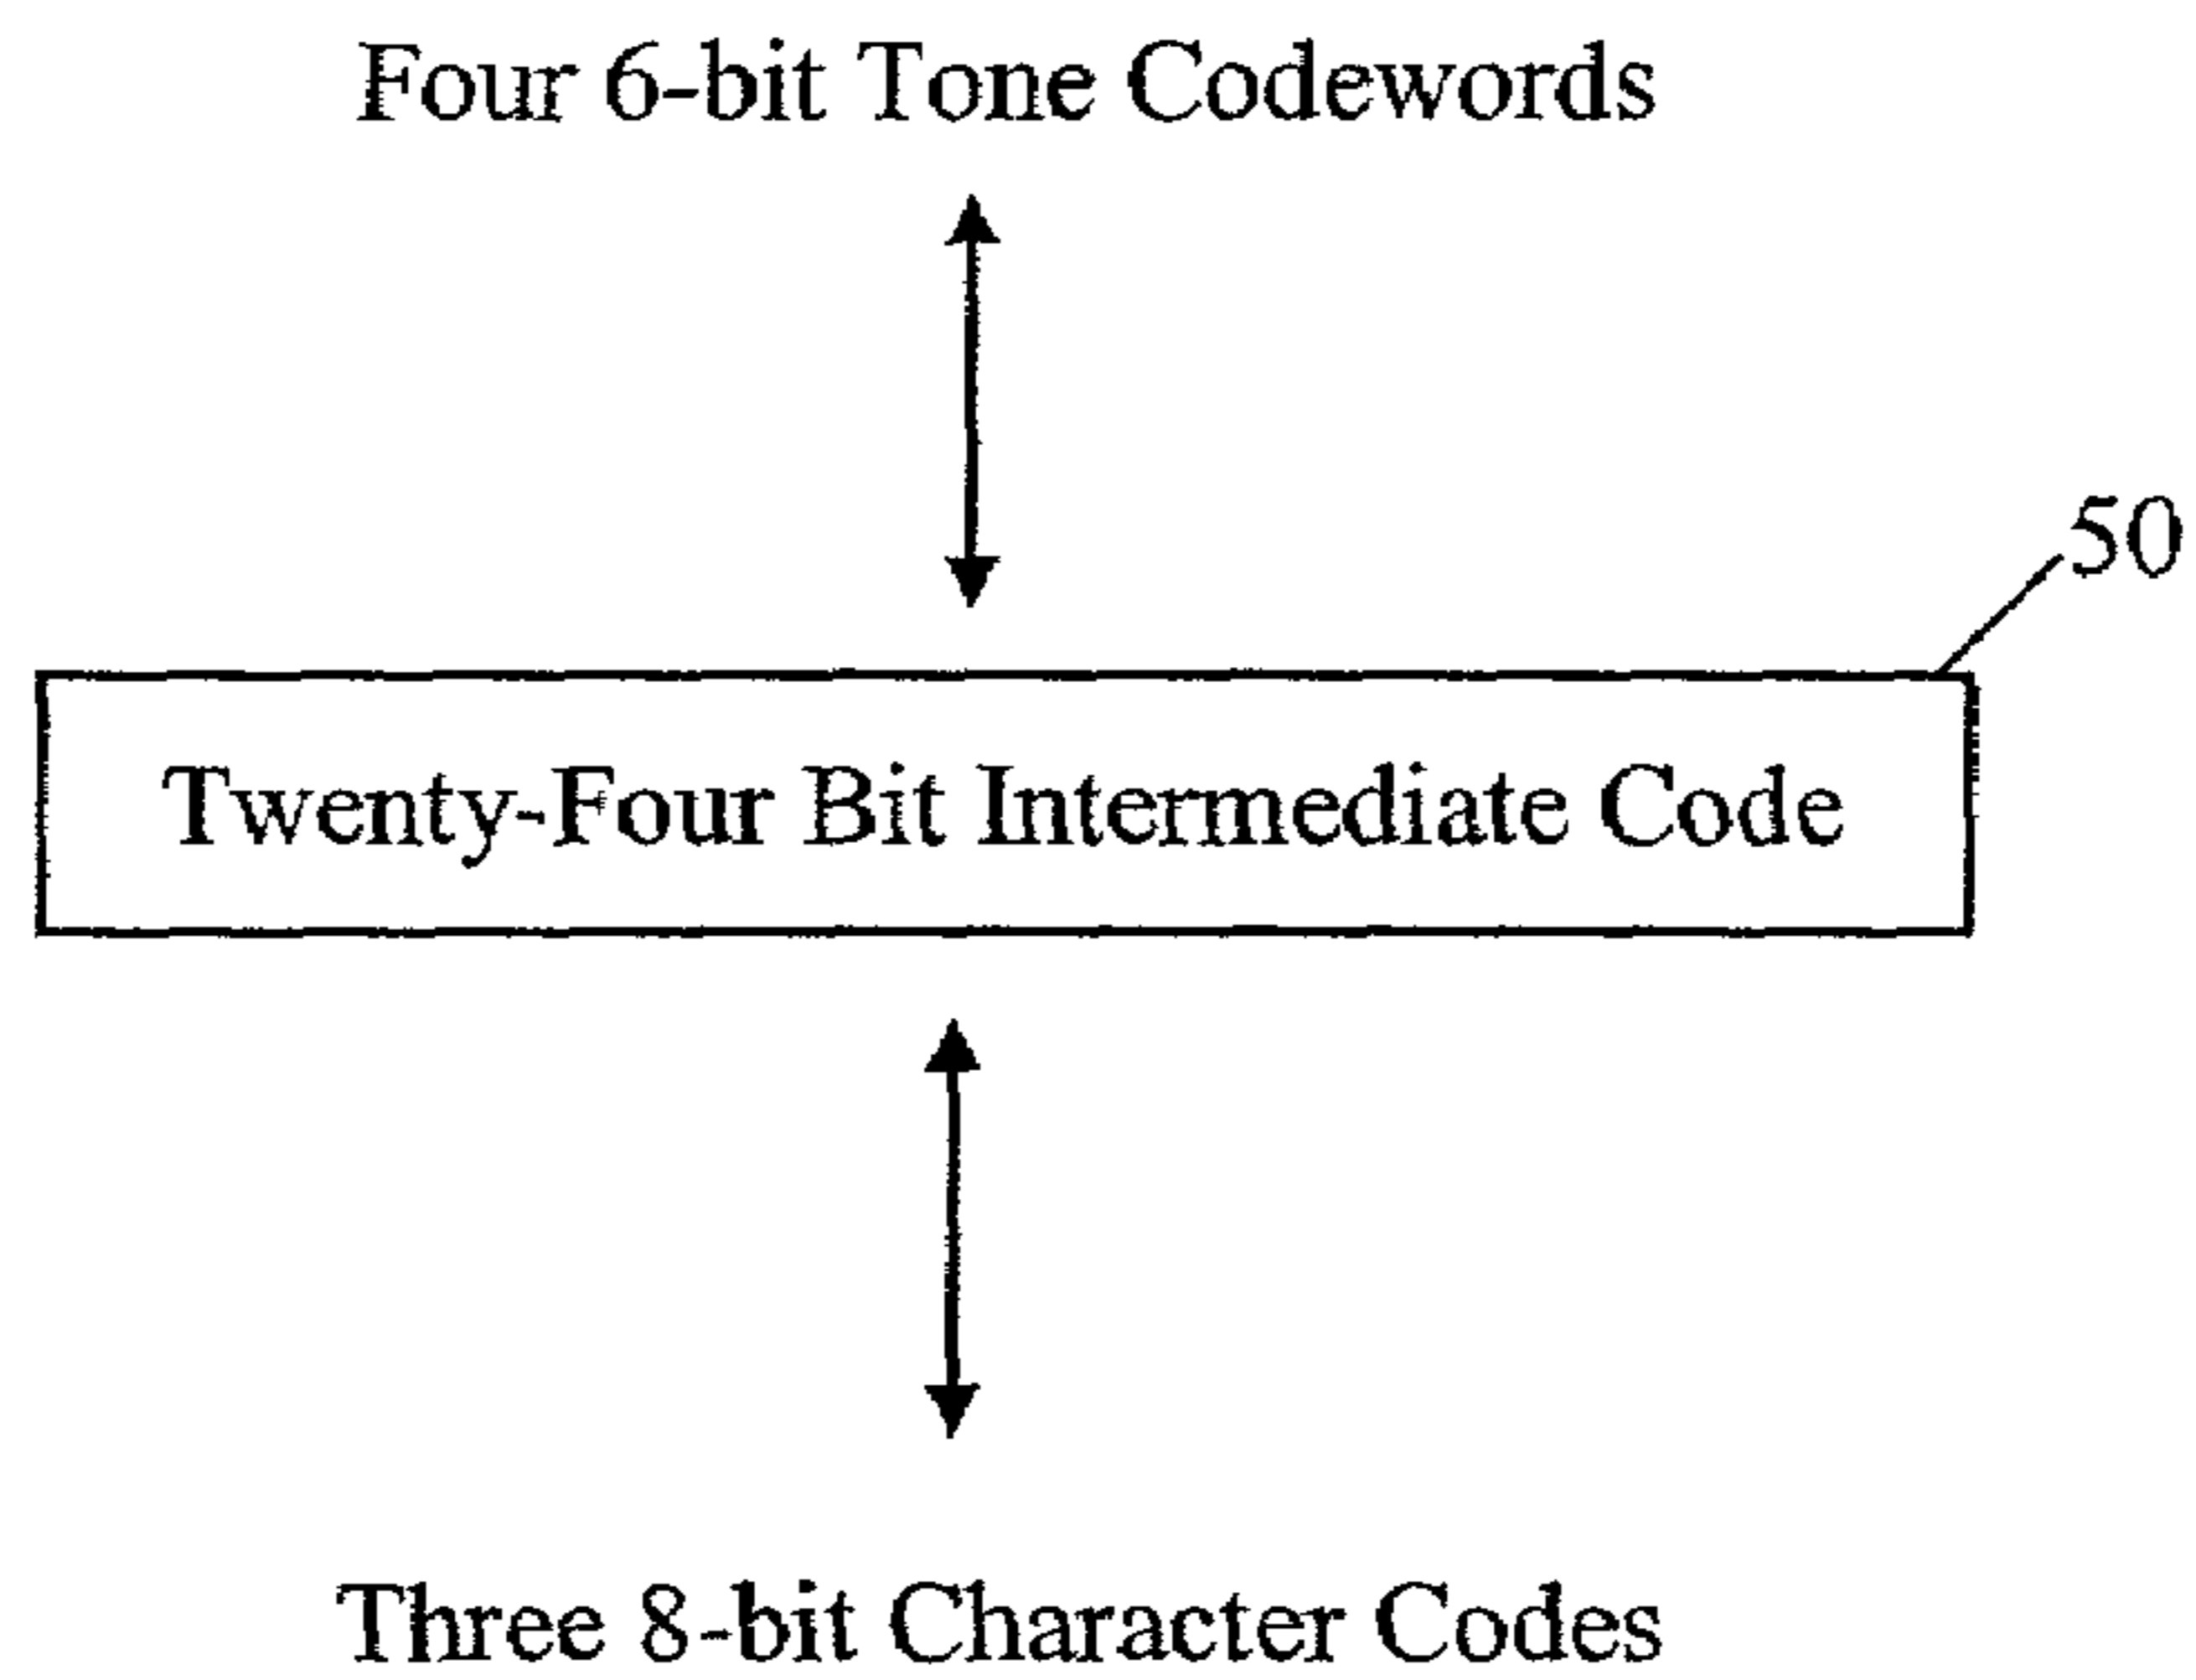 Four 6-bit Tone Codewords
50
Twenty-Four Bit Intermediate Code
Three 8-bit Character Codes